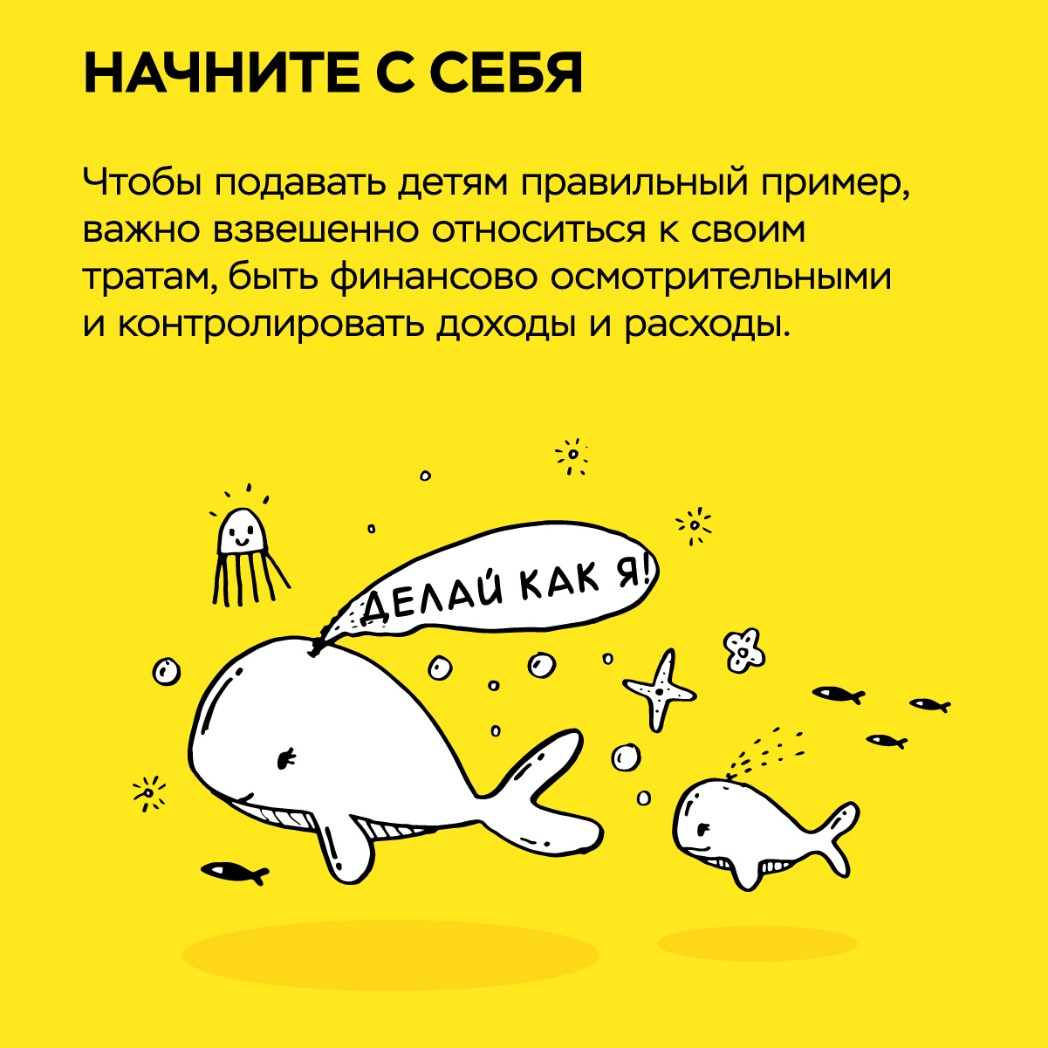 НАЧНИТЕ С СЕБЯ
Чтобы подавать детям правильный пример,
важно взвешенно относиться к своим
тратам, быть финансово осмотрительными
и контролировать доходы и расходы.
ДЕЛАЙ КАК Я!